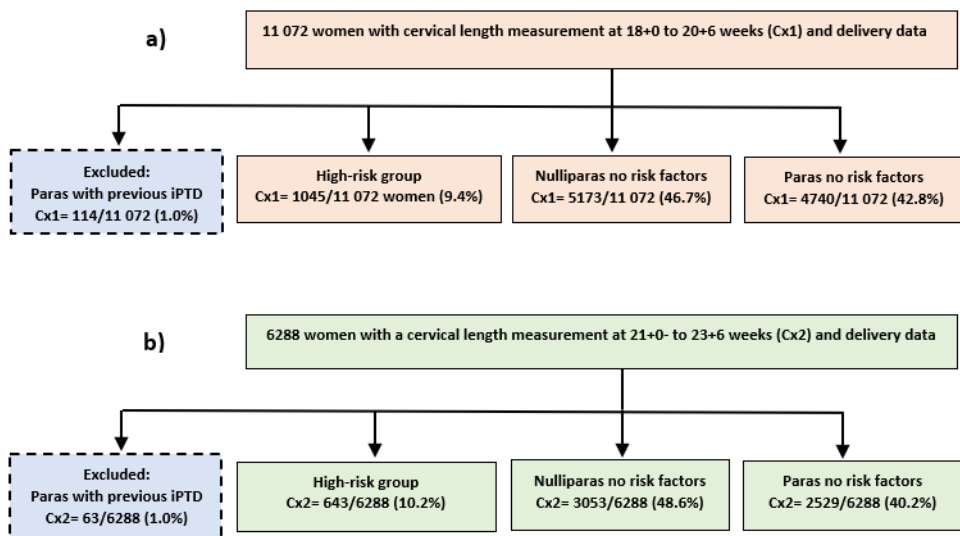 a)
11 072 women with cervical length measurement at 18+0 to 20+6 weeks (Cx1) and delivery data
Excluded:
Paras with previous iPTD
Cx1= 114/11 072 (1.0%)
High-risk group
Cx1= 1045/11 072 women (9.4%)
Nulliparas no risk factors
Cx1= 5173/11 072 (46.7%)
Paras no risk factors
Cx1= 4740/11 072 (42.8%)
b)
6288 women with a cervical length measurement at 21+0- to 23+6 weeks (Cx2) and delivery data
Excluded:
Paras with previous iPTD
Cx2= 63/6288 (1.0%)
High-risk group
Cx2= 643/6288 (10.2%)
Nulliparas no risk factors
Cx2= 3053/6288 (48.6%)
Paras no risk factors
Cx2= 2529/6288 (40.2%)